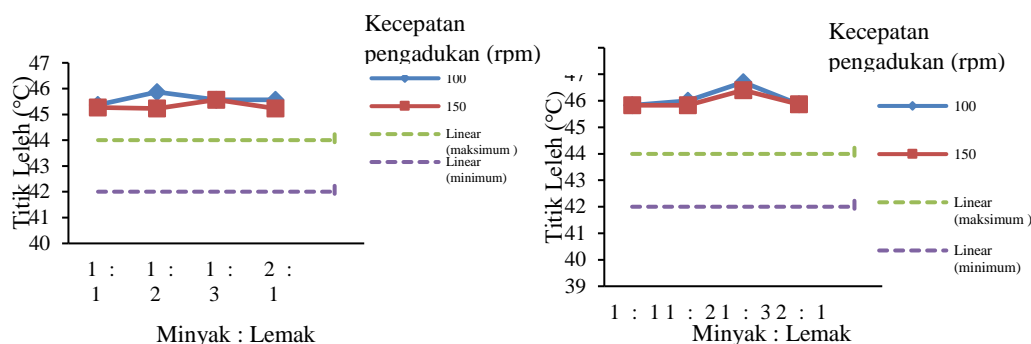 Kecepatan
pengadukan (rpm)
100
150
Linear
(maksimum )
Linear
(minimum)
Titik Leleh (°C)
47
46
45
44
43
42
41
40
1 : 1
1 : 2
1 : 3
2 : 1
Minyak : Lemak
Kecepatan
pengadukan (rpm)
100
150
Linear
(maksimum )
Linear
(minimum)
Titik Leleh (°C)
47
46
45
44
43
42
41
40
39
1 : 1 1 : 2 1 : 3 2 : 1
Minyak : Lemak